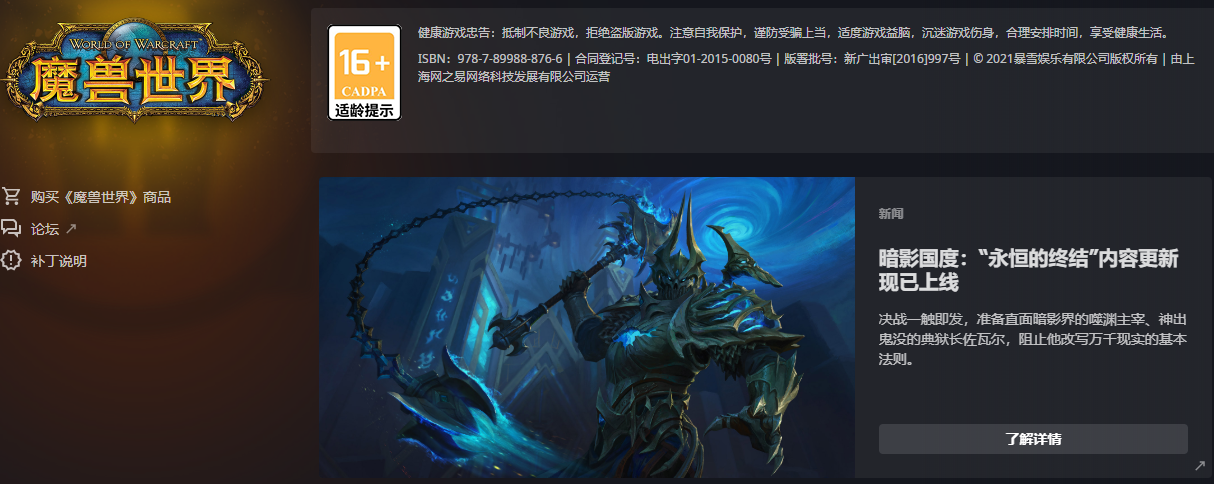 WORLD OF WARCRAFT
魔兽世界
16+
CADPA
适龄提示
健康游戏忠告：抵制不良游戏，拒绝盗版游戏。注意自我保护，谨防受骗上当，适度游戏益脑，沉迷游戏伤身，合理安排时间，享受健康生活。
ISBN：978-7-89988-876-6 | 合同登记号：电出字01-2015-0080号 | 版署批号：新广出审[2016]997号 | © 2021暴雪娱乐有限公司版权所有 | 由上
海网之易网络科技发展有限公司运营
购买《魔兽世界》商品
论坛
补丁说明
新闻
暗影国度：“永恒的终结”内容更新
现已上线
决战一触即发，准备直面暗影界的噬渊主宰、神出
鬼没的典狱长佐瓦尔，阻止他改写万千现实的基本
法则。
了解详情